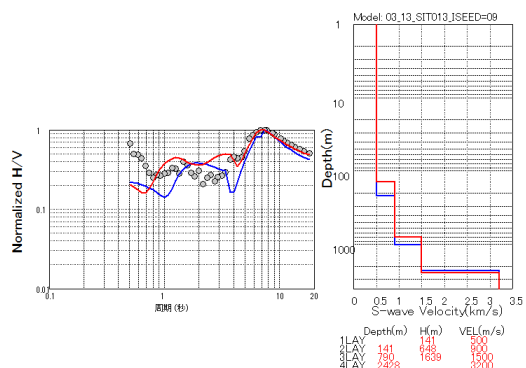 Model: 03_13_SIT013_ISEED=09
1
10
100
1000
Depth(m)
0 0.5 1 1.5 2 2.5 3 3.5
S-wave Velocity(km/s)
1
0.1
0.01
Normalized H/V
0.1 1 10 20
周期(秒)
Depth(m) H(m) VEL(m/s)
1LAY 141 500
2LAY 141 648 900
3LAY 790 1639 1500
4LAY 2428 3200